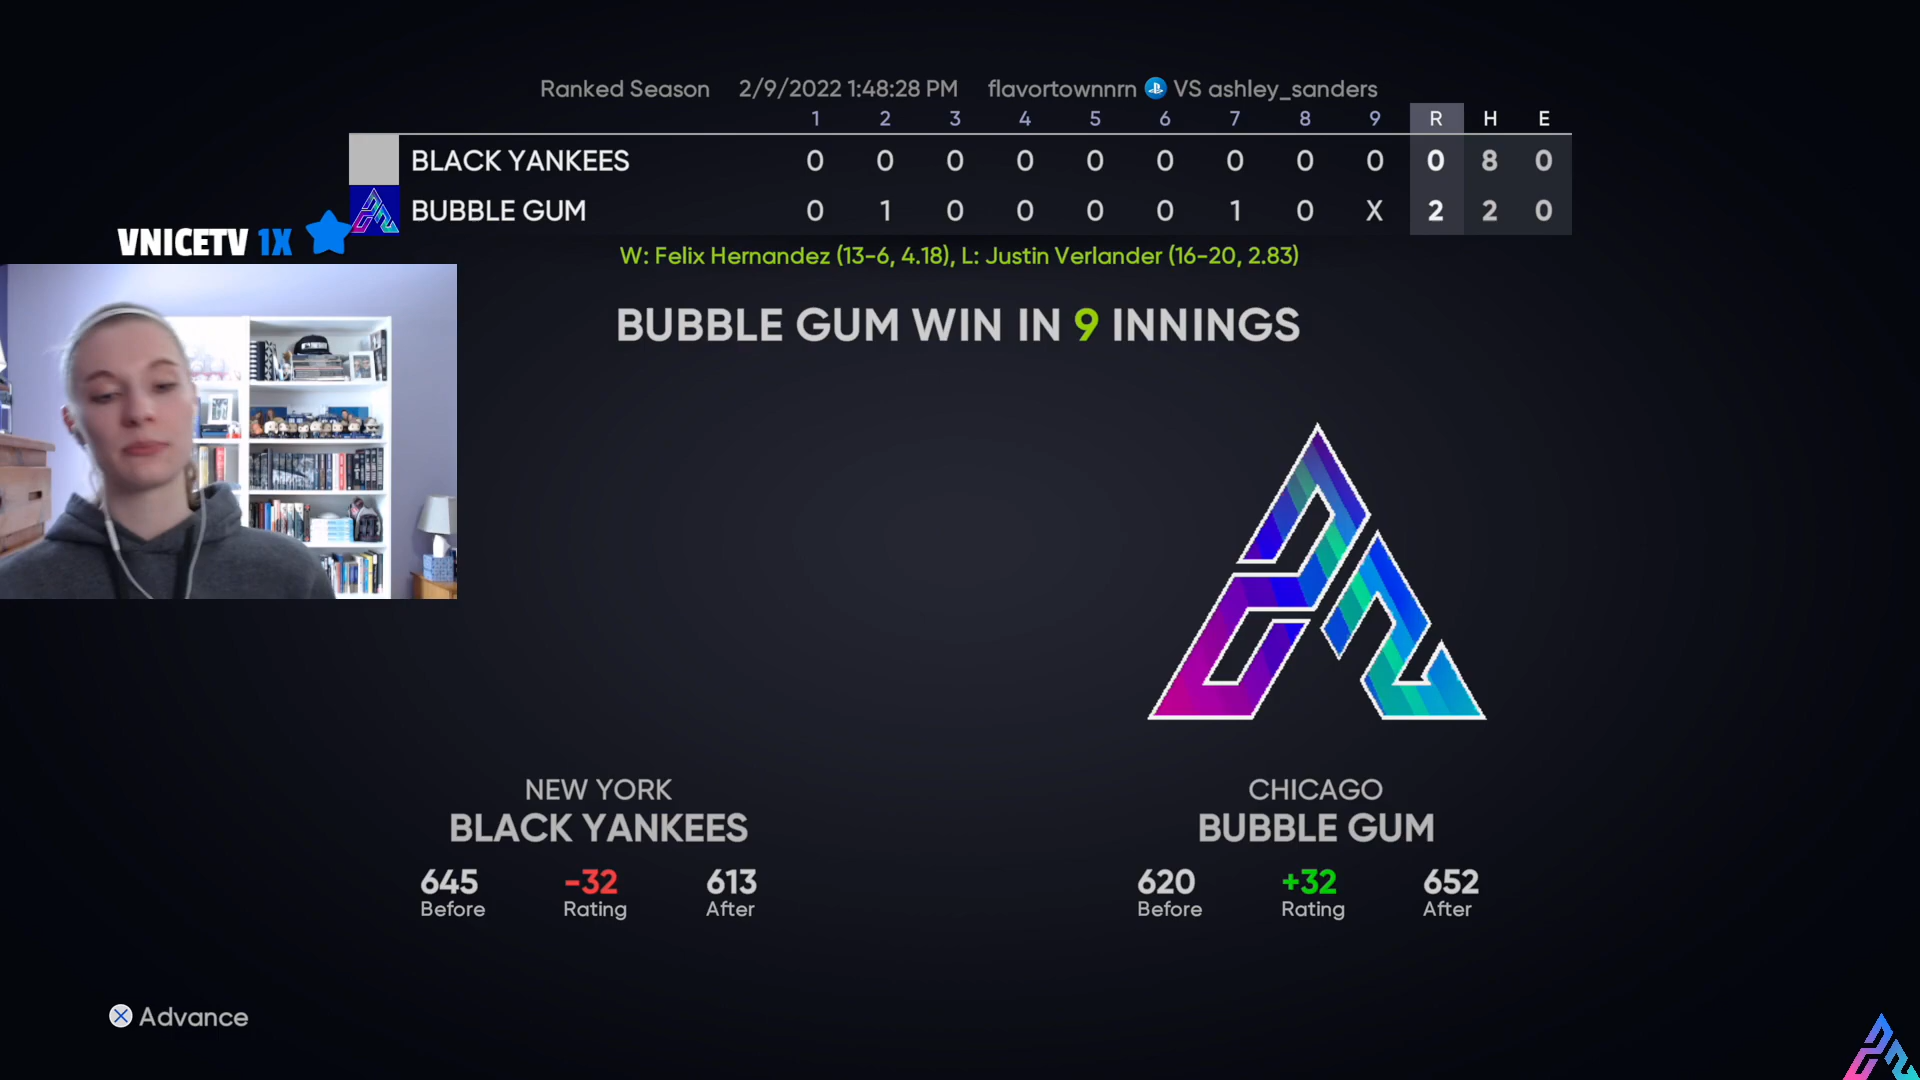 Ranked Season 2/9/2022 1:48:28 PM flavortownnrn VS ashley_sanders
1 2 3 4 5 6 7 8 9 R H E
BLACK YANKEES 0 0 0 0 0 0 0 0 0 0 8 0
BUBBLE GUM 0 1 0 0 0 0 1 0 X 2 2 0
VNICETV 1X
W: Felix Hernandez (13-6, 4.18), L: Justin Verlander (16-20, 2.83)
BUBBLE GUM WIN IN 9 INNINGS
NEW YORK
BLACK YANKEES
645 -32 613
Before Rating After
CHICAGO
BUBBLE GUM
620 +32 652
Before Rating After
Advance